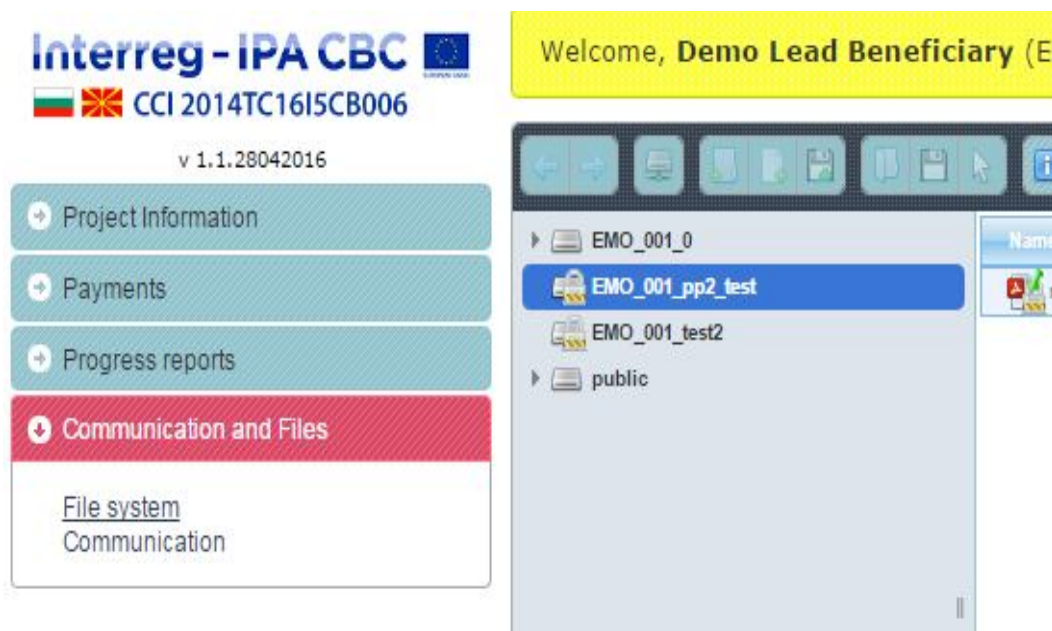 Interreg - IPA CBC
CCI 2014TC16I5CB006
v 1.1.28042016
Project Information
Payments
Progress reports
Communication and Files
File system
Communication
Welcome, Demo Lead Beneficiary (E
EMO_001_0
EMO_001_pp2_test
EMO_001_test2
public
Name